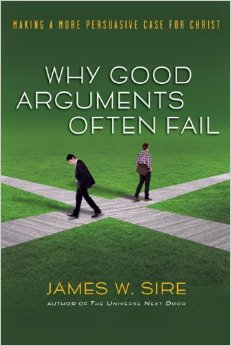 MAKING A MORE PERSUASIVE CASE FOR CHRIST
WHY GOOD
ARGUMENTS
OFTEN FAIL
JAMES W. SIRE
AUTHOR OF THE UNIVERSE NEXT DOOR